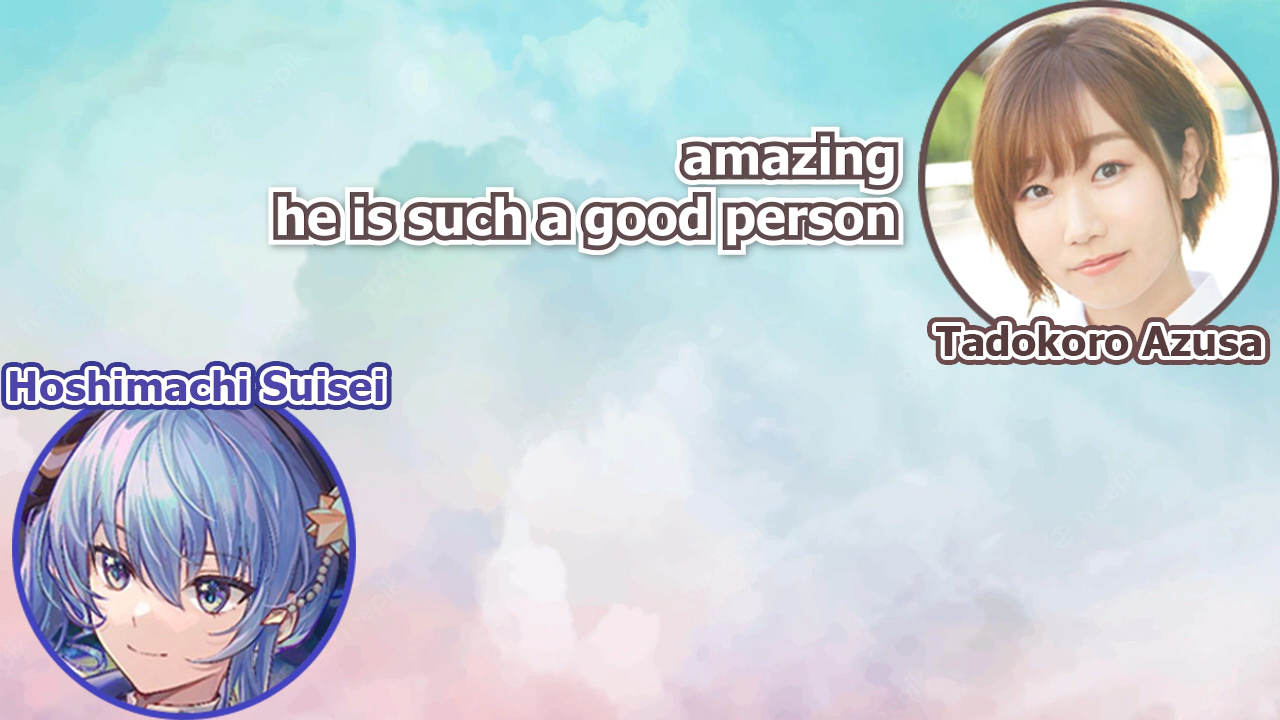 amazing
he is such a good person
Tadokoro Azusa
Hoshimachi Suisei